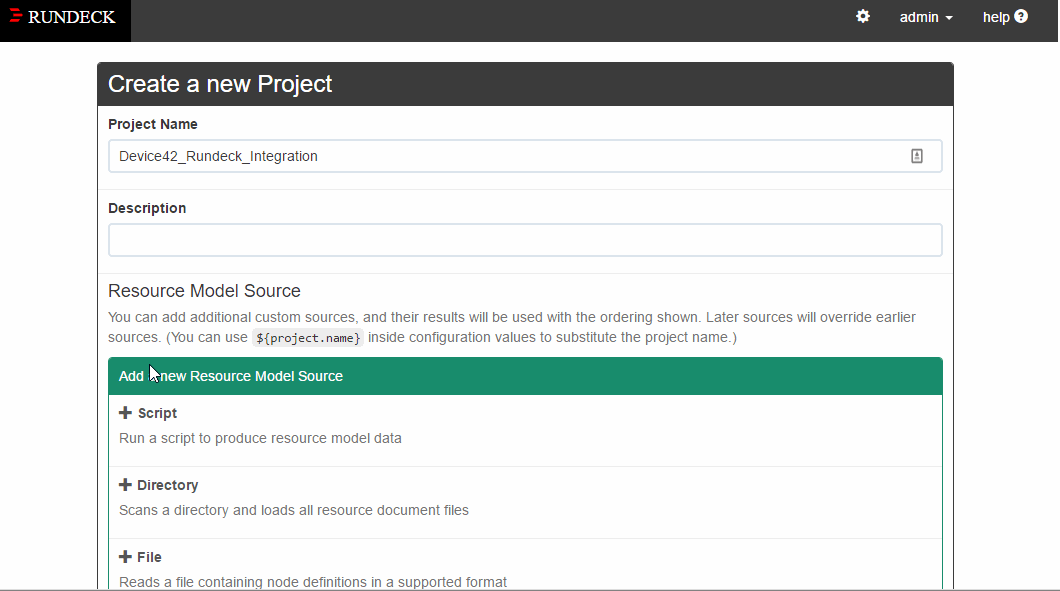 RUNDECK
admin
help
Create a new Project
Project Name
Device42_Rundeck_Integration
Description
Resource Model Source
You can add additional custom sources, and their results will be used with the ordering shown. Later sources will override earlier
sources. (You can use ${project.name} inside configuration values to substitute the project name.)
Add new Resource Model Source
Script
Run a script to produce resource model data
Directory
Scans a directory and loads all resource document files
File
Reads a file containing node definitions in a supported format